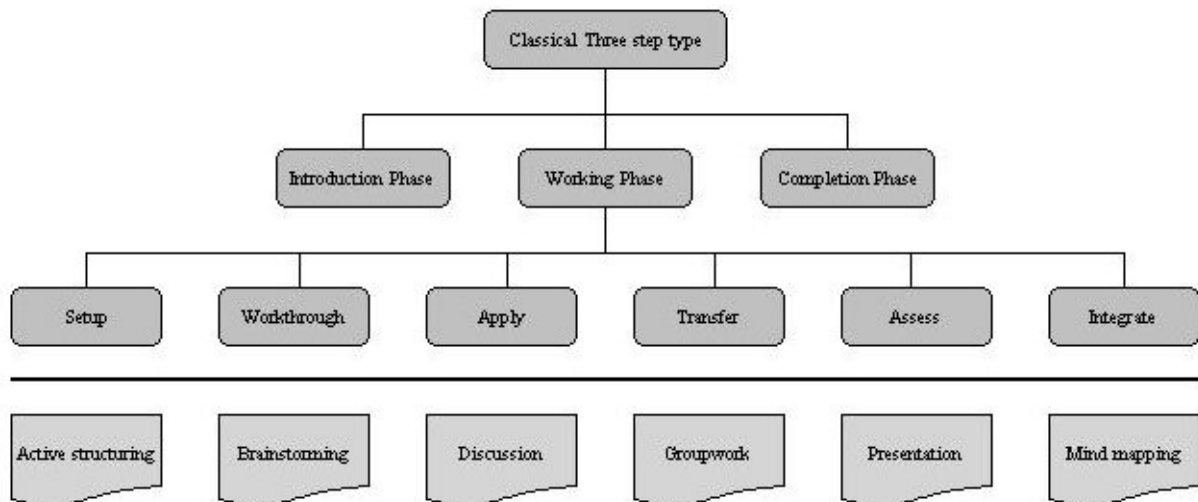 Classical Three step type
Introduction Phase
Working Phase
Completion Phase
Setup
Workthrough
Apply
Transfer
Assess
Integrate
Active structuring
Brainstorming
Discussion
Groupwork
Presentation
Mind mapping